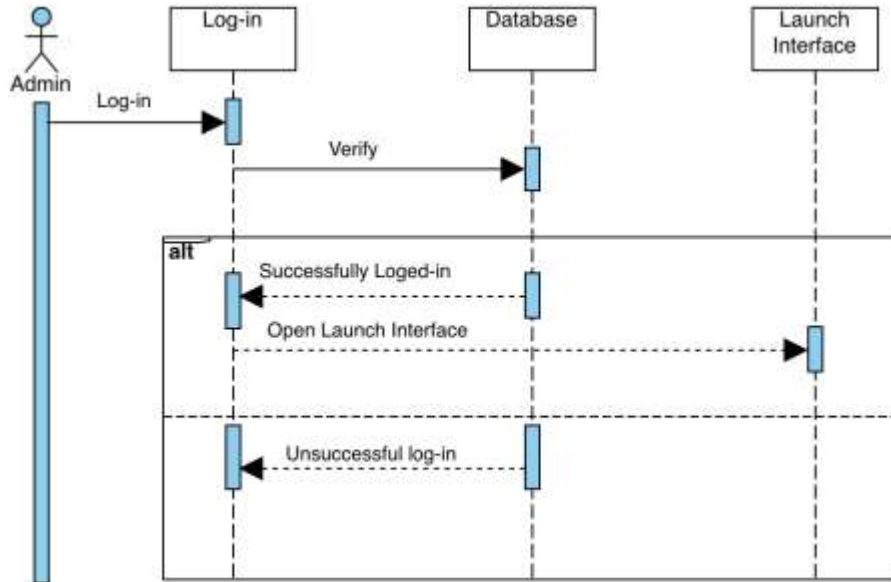 Log-in
Database
Launch
Interface
Admin
Log-in
Verify
alt
Successfully Loged-in
Open Launch Interface
Unsuccessful log-in